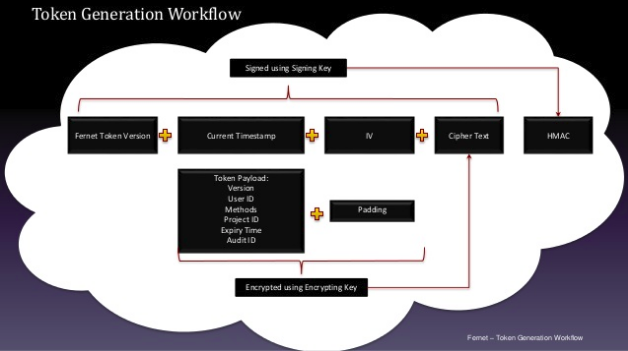 Token Generation Workflow
Signed using Signing Key
Fernet Token Version
Current Timestamp
IV
Cipher Text
HMAC
Token Payload:
Version
User ID
Methods
Project ID
Expiry Time
Audit ID
Padding
Encrypted using Encrypting Key
Fernet – Token Generation Workflow